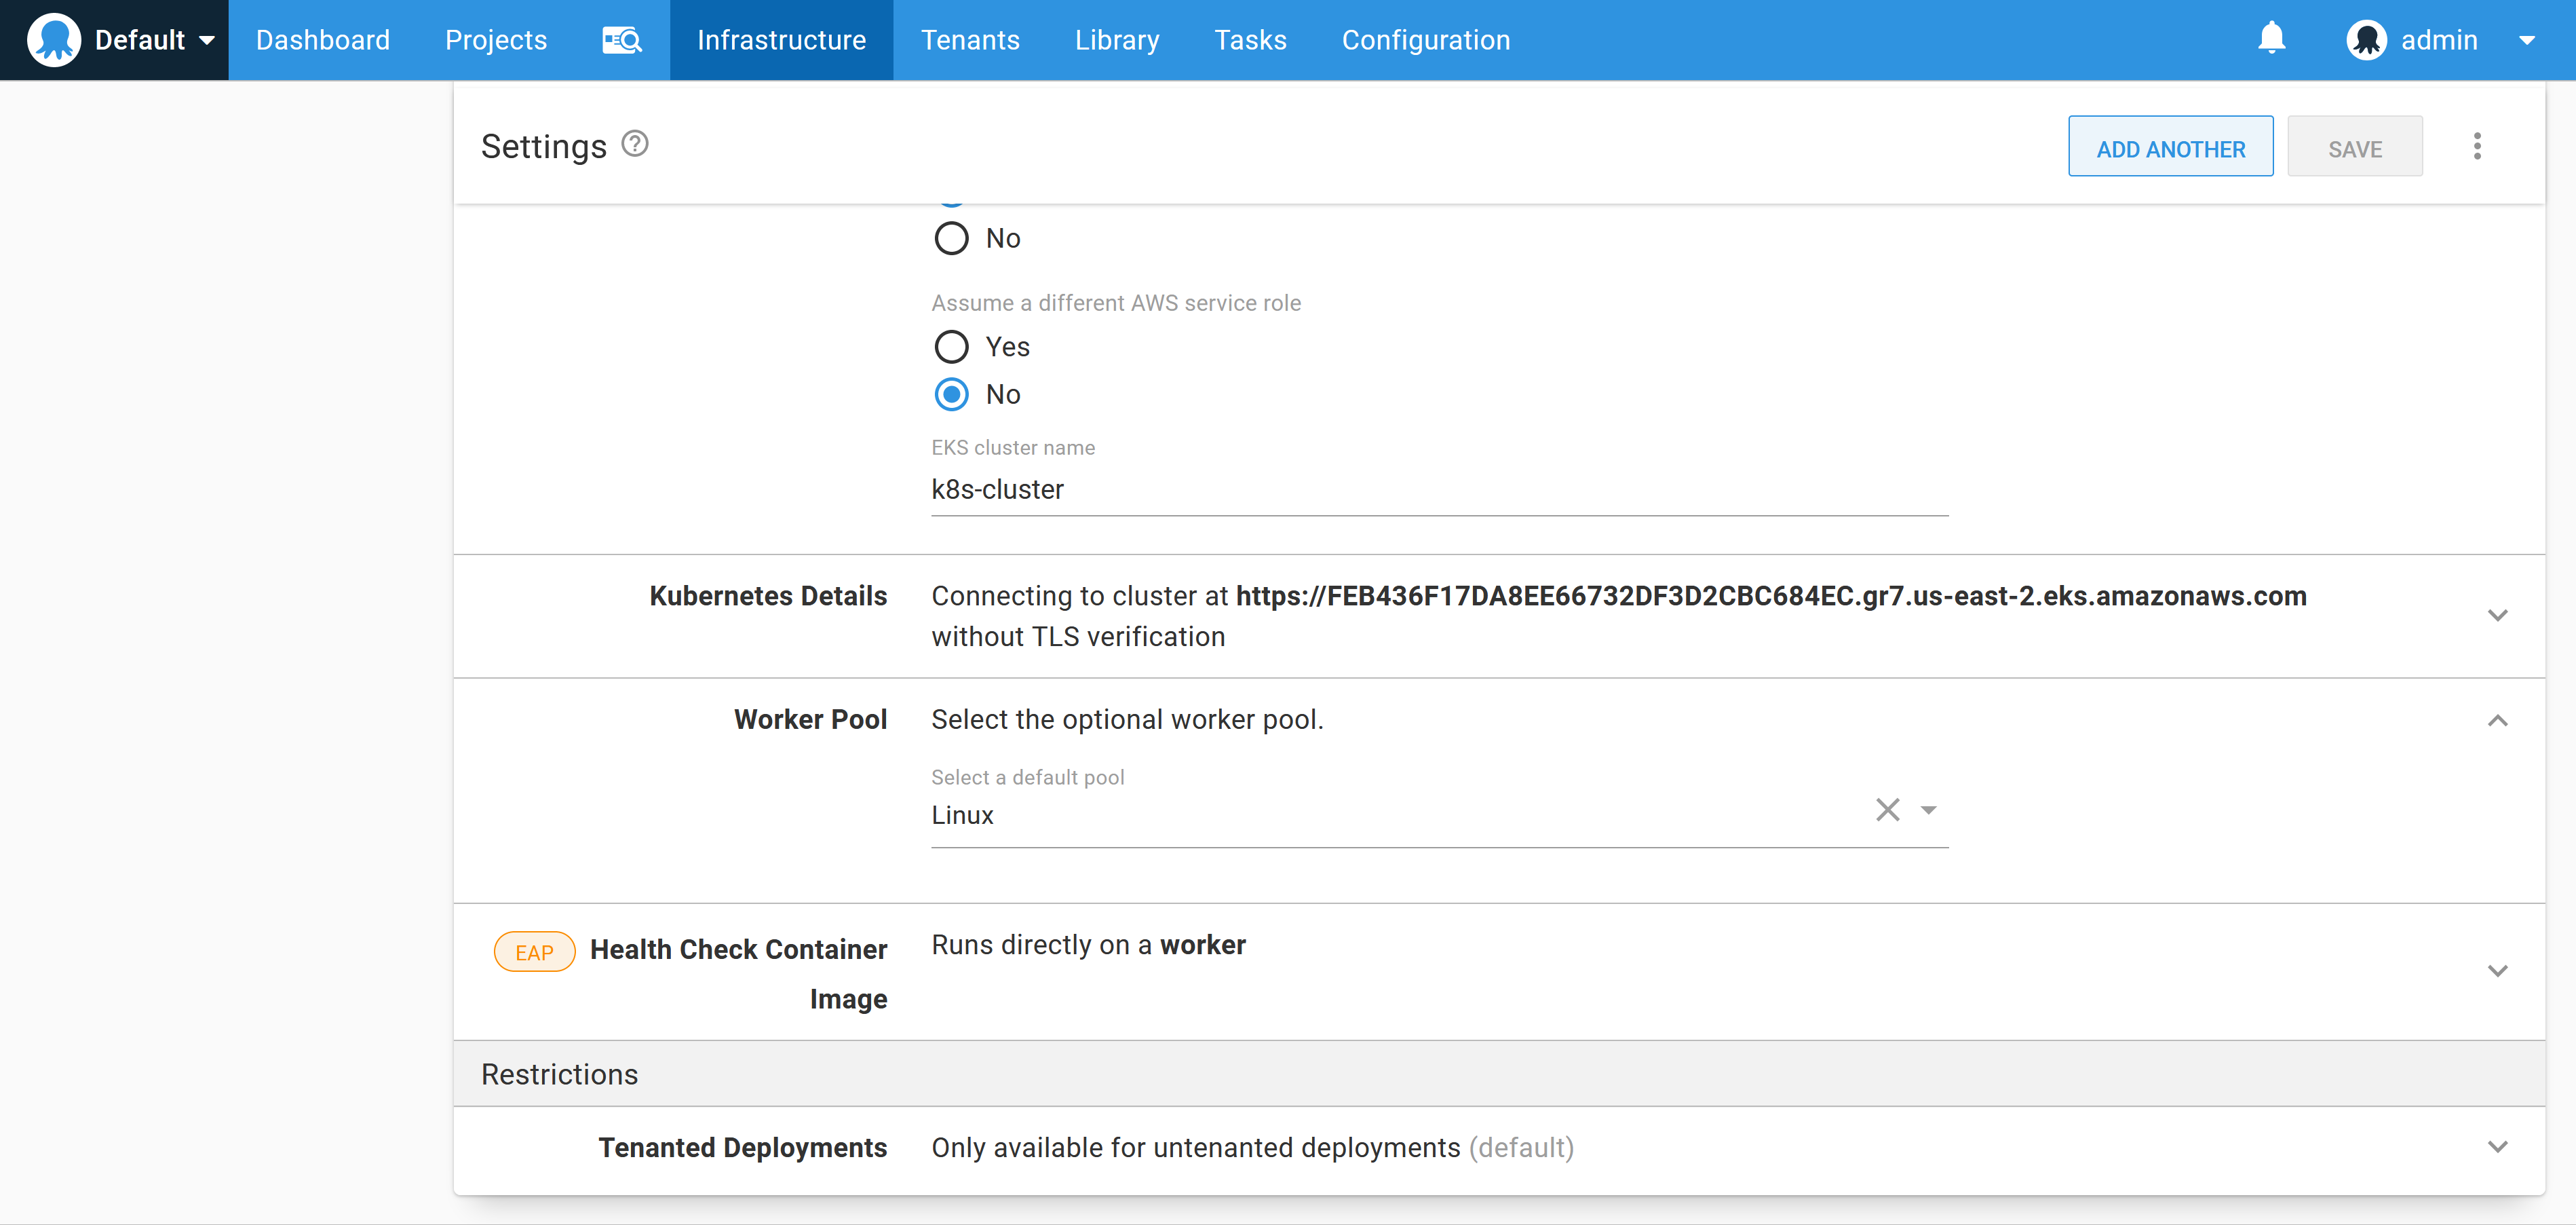 Default
Dashboard
Projects
Infrastructure
Tenants
Library
Tasks
Configuration
admin
Settings
ADD ANOTHER
SAVE
No
Assume a different AWS service role
Yes
No
EKS cluster name
k8s-cluster
Kubernetes Details
Connecting to cluster at https://FEB436F17DA8EE66732DF3D2CBC684EC.gr7.us-east-2.eks.amazonaws.com
without TLS verification
Worker Pool
Select the optional worker pool.
Select a default pool
Linux
EAP
Health Check Container
Image
Runs directly on a worker
Restrictions
Tenanted Deployments
Only available for untenanted deployments (default)